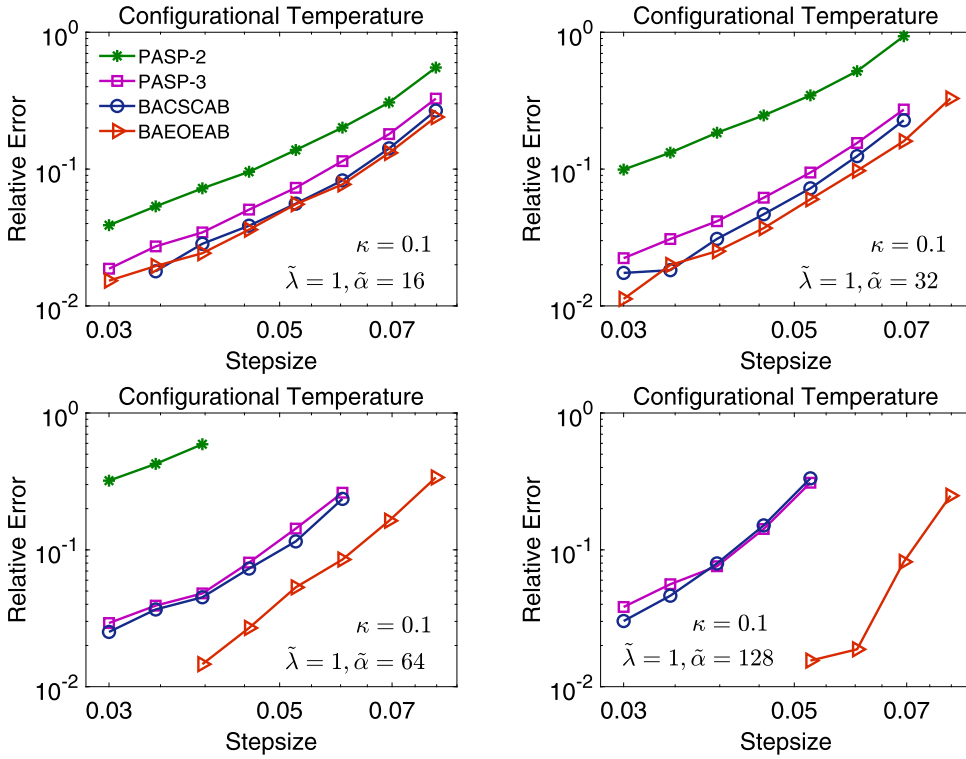 Configurational Temperature
10^0
10^-1
10^-2
Relative Error
PASP-2
PASP-3
BACSCAB
BAEOEAB
κ = 0.1
λ̃ = 1, α̃ = 16
0.03
0.05
0.07
Stepsize
Configurational Temperature
10^0
10^-1
10^-2
Relative Error
κ = 0.1
λ̃ = 1, α̃ = 32
0.03
0.05
0.07
Stepsize
Configurational Temperature
10^0
10^-1
10^-2
Relative Error
κ = 0.1
λ̃ = 1, α̃ = 64
0.03
0.05
0.07
Stepsize
Configurational Temperature
10^0
10^-1
10^-2
Relative Error
κ = 0.1
λ̃ = 1, α̃ = 128
0.03
0.05
0.07
Stepsize